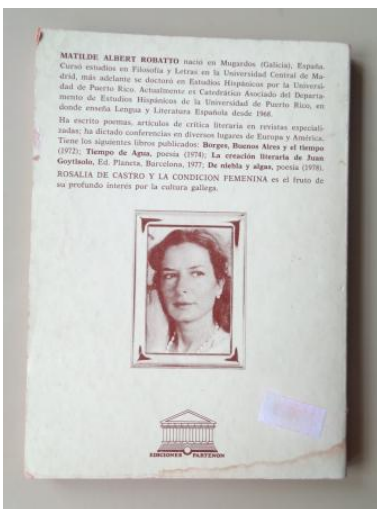 MATILDE ALBERT ROBATTO nació en Mugardos (Galicia), España.
Cursó estudios en Filosofía y Letras en la Universidad Central de Ma-
drid, más adelante se doctoró en Estudios Hispánicos por la Universi-
dad de Puerto Rico. Actualmente es Catedrático Asociado del Departa-
mento de Estudios Hispánicos de la Universidad de Puerto Rico, en
donde enseña Lengua y Literatura Española desde 1968.
Ha escrito poemas, artículos de crítica literaria en revistas especiali-
zadas; ha dictado conferencias en diversos lugares de Europa y América.
Tiene los siguientes libros publicados: Borges, Buenos Aires y el tiempo
(1972); Tiempo de Agua, poesía (1974); La creación literaria de Juan
Goytisolo, Ed. Planeta, Barcelona, 1977; De niebla y algas, poesía (1978).
ROSALIA DE CASTRO Y LA CONDICION FEMENINA es el fruto de
su profundo interés por la cultura gallega.
EDICIONES PARTENON